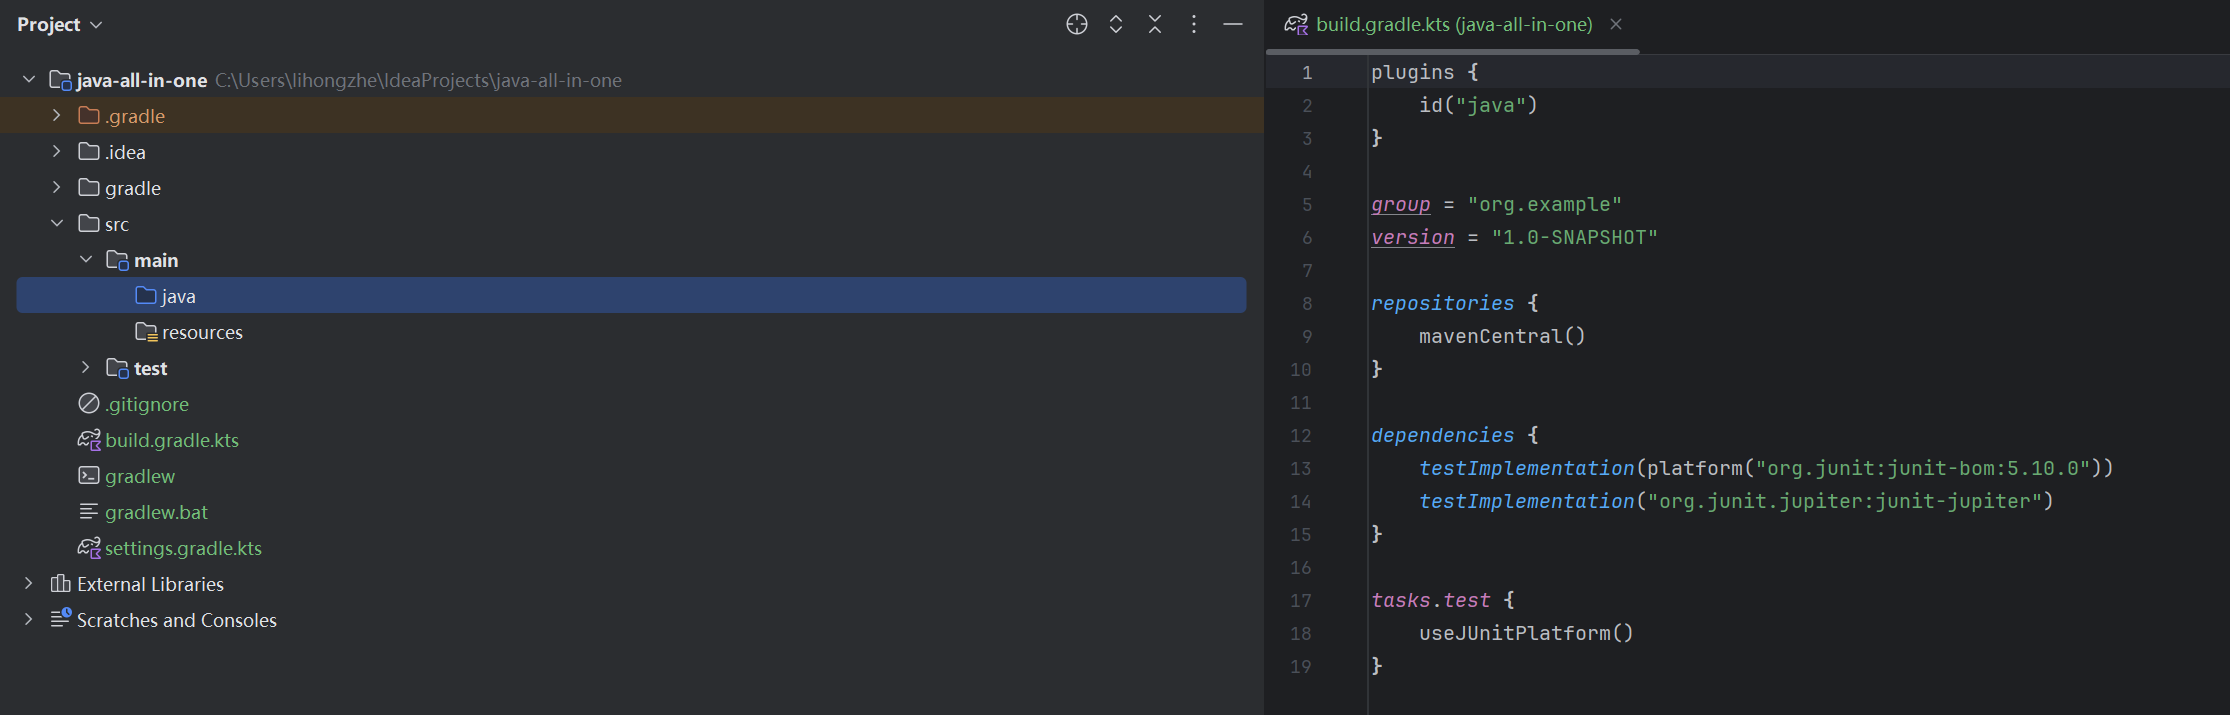 Project
java-all-in-one C:\Users\lihongzhe\IdeaProjects\java-all-in-one
.gradle
.idea
gradle
src
main
java
resources
test
.gitignore
build.gradle.kts
gradlew
gradlew.bat
settings.gradle.kts
External Libraries
Scratches and Consoles
build.gradle.kts (java-all-in-one)
1 plugins {
2     id("java")
3 }
4
5 group = "org.example"
6 version = "1.0-SNAPSHOT"
7
8 repositories {
9     mavenCentral()
10 }
11
12 dependencies {
13     testImplementation(platform("org.junit:junit-bom:5.10.0"))
14     testImplementation("org.junit.jupiter:junit-jupiter")
15 }
16
17 tasks.test {
18     useJUnitPlatform()
19 }